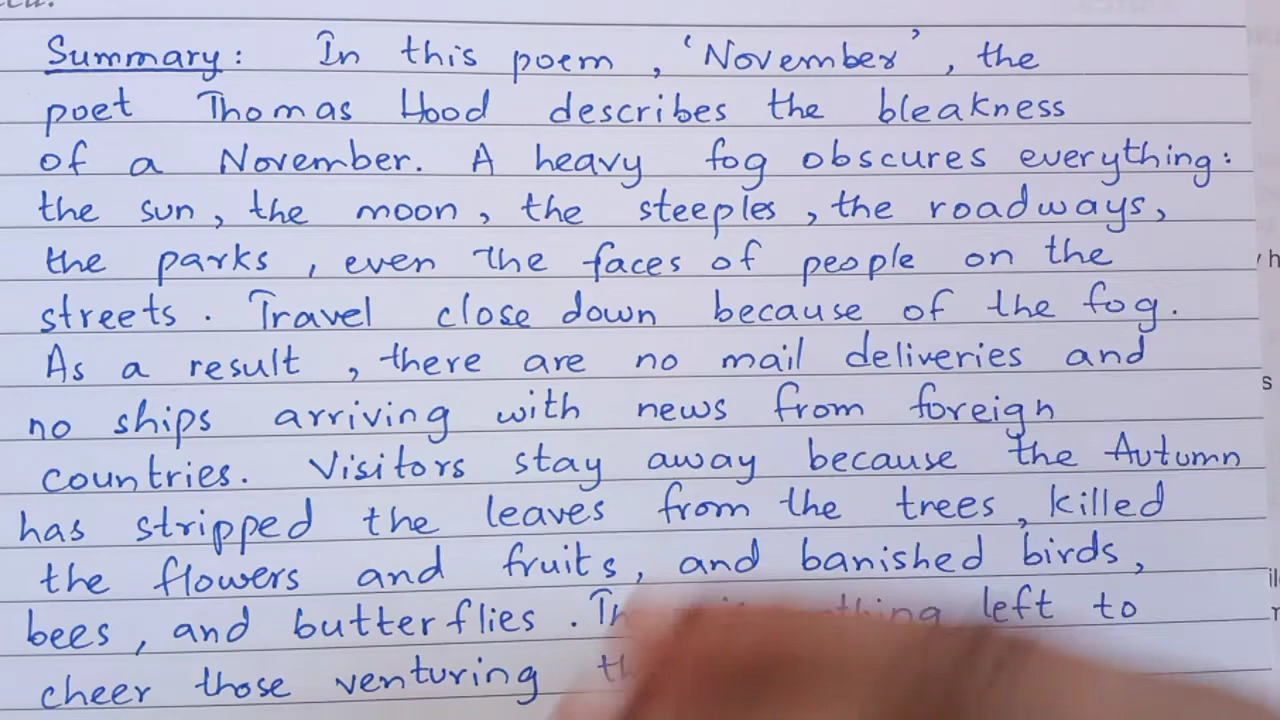 Summary: In this poem, 'November', the
poet Thomas Hood describes the bleakness
of a November. A heavy fog obscures everything:
the sun, the moon, the steeples, the roadways,
the parks, even the faces of people on the
streets. Travel close down because of the fog.
As a result, there are no mail deliveries and
no ships arriving with news from foreign
countries. Visitors stay away because the Autumn
has stripped the leaves from the trees, killed
the flowers and fruits, and banished birds,
bees, and butterflies. left to
cheer those venturing